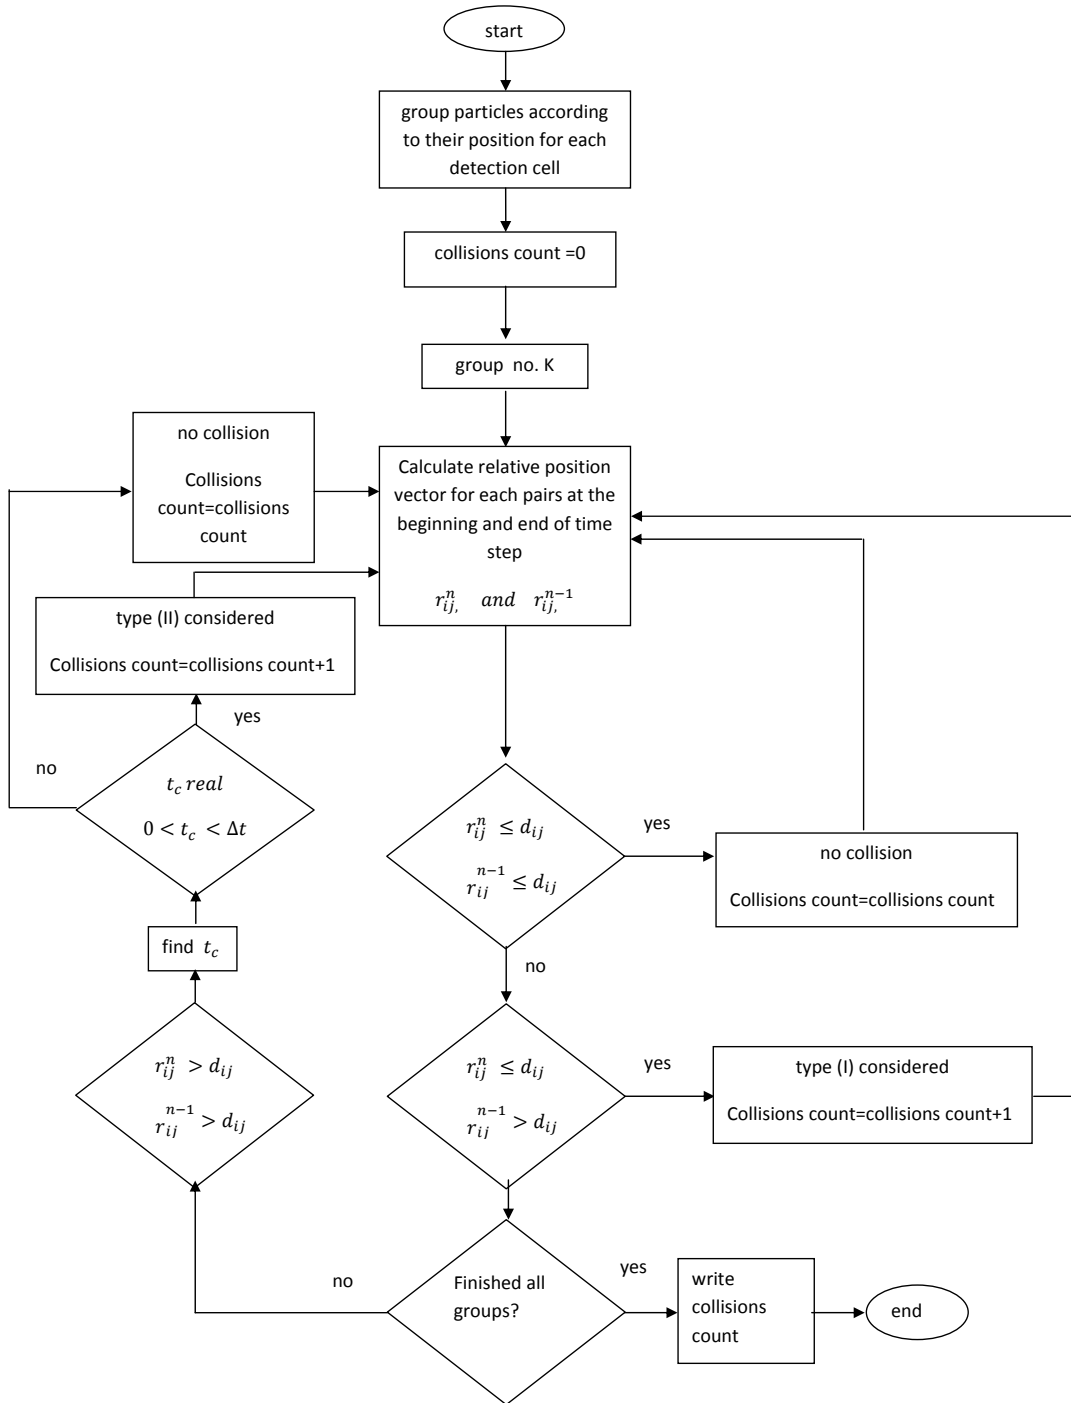 start
group particles according
to their position for each
detection cell
collisions count =0
group no. K
no collision
Collisions
count=collisions
count
Calculate relative position
vector for each pairs at the
beginning and end of time
step
r_{ij,}^{n} and r_{ij,}^{n-1}
type (II) considered
Collisions count=collisions count+1
yes
no
t_c real
0 < t_c < Δt
r_{ij}^{n} ≤ d_{ij}
r_{ij}^{n-1} ≤ d_{ij}
yes
no collision
Collisions count=collisions count
find t_c
no
r_{ij}^{n} > d_{ij}
r_{ij}^{n-1} > d_{ij}
r_{ij}^{n} ≤ d_{ij}
r_{ij}^{n-1} > d_{ij}
yes
type (I) considered
Collisions count=collisions count+1
no
Finished all
groups?
yes
write
collisions
count
end